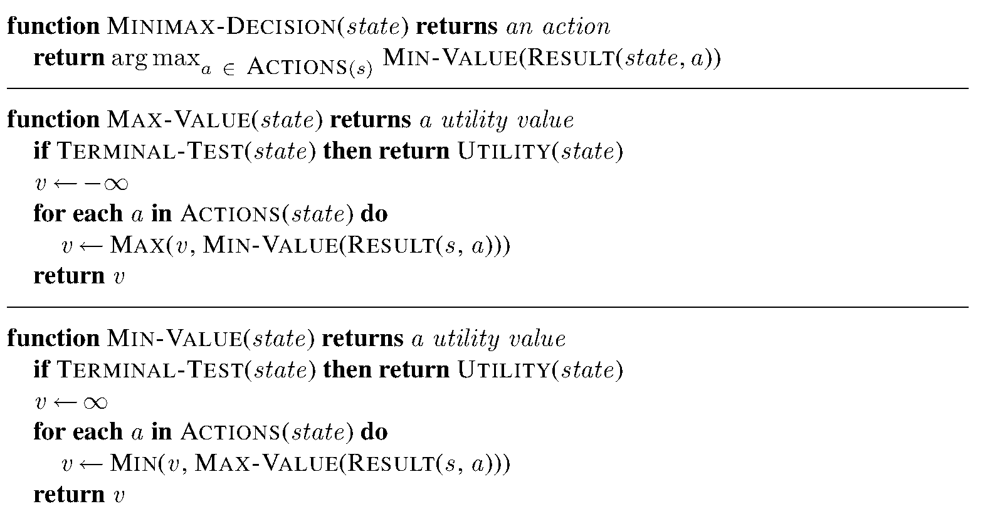 function MINIMAX-DECISION(state) returns an action
return arg max a ∈ ACTIONS(s) MIN-VALUE(RESULT(state, a))
function MAX-VALUE(state) returns a utility value
if TERMINAL-TEST(state) then return UTILITY(state)
v ← −∞
for each a in ACTIONS(state) do
v ← MAX(v, MIN-VALUE(RESULT(s, a)))
return v
function MIN-VALUE(state) returns a utility value
if TERMINAL-TEST(state) then return UTILITY(state)
v ← ∞
for each a in ACTIONS(state) do
v ← MIN(v, MAX-VALUE(RESULT(s, a)))
return v